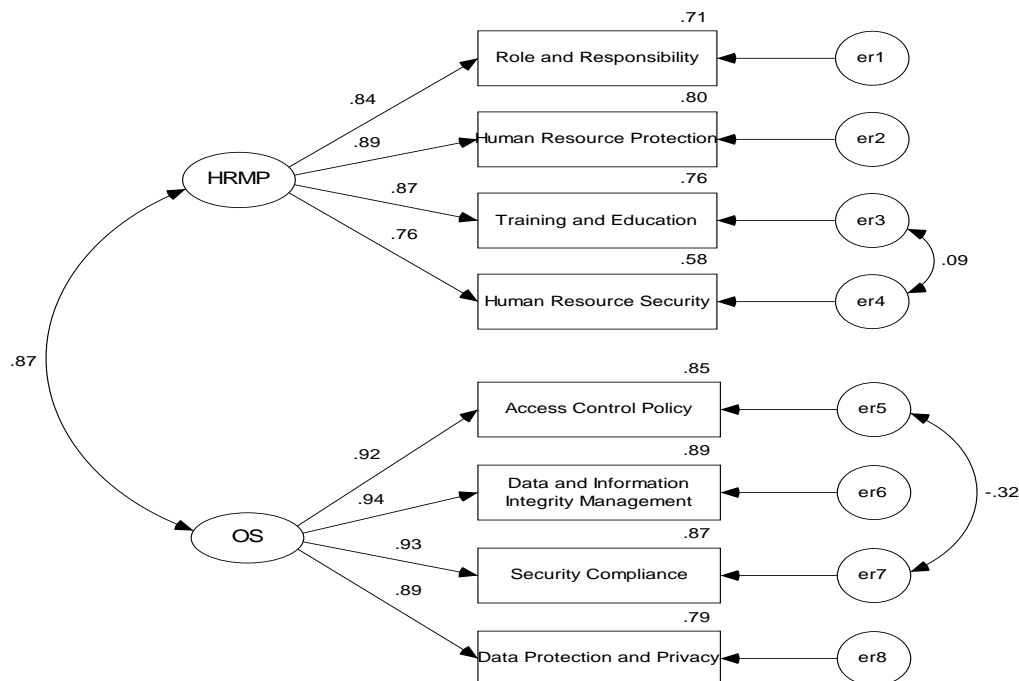 .71
Role and Responsibility
er1
.84
.80
Human Resource Protection
er2
.89
HRMP
.76
.87
Training and Education
er3
.76
.09
.58
Human Resource Security
er4
.87
.85
Access Control Policy
er5
.92
.89
Data and Information
Integrity Management
er6
.94
-.32
OS
.87
.93
Security Compliance
er7
.89
.79
Data Protection and Privacy
er8